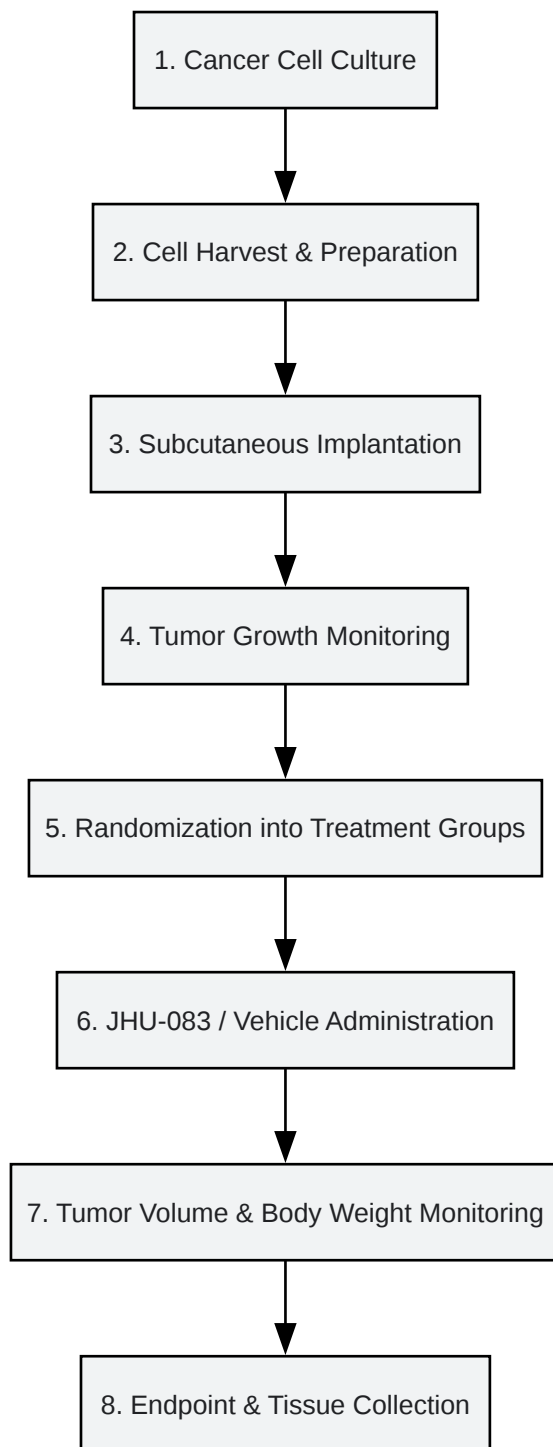 1. Cancer Cell Culture
2. Cell Harvest & Preparation
3. Subcutaneous Implantation
4. Tumor Growth Monitoring
5. Randomization into Treatment Groups
6. JHU-083 / Vehicle Administration
7. Tumor Volume & Body Weight Monitoring
8. Endpoint & Tissue Collection